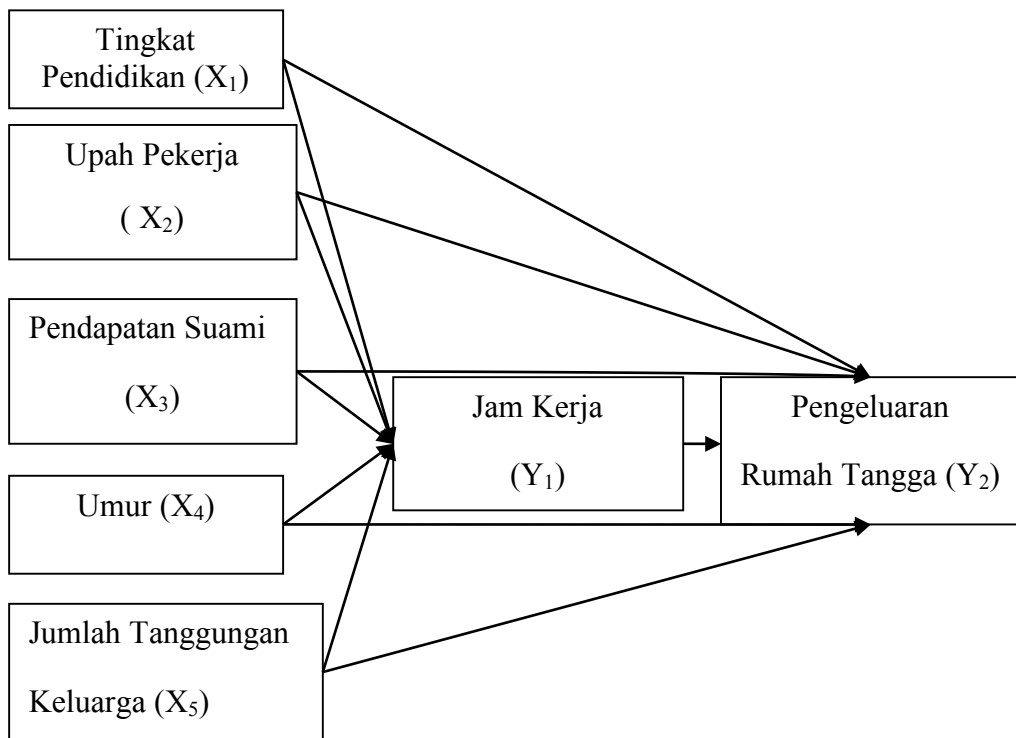 Tingkat
Pendidikan (X₁)
Upah Pekerja
( X₂)
Pendapatan Suami
(X₃)
Umur (X₄)
Jumlah Tanggungan
Keluarga (X₅)
Jam Kerja
(Y₁)
Pengeluaran
Rumah Tangga (Y₂)